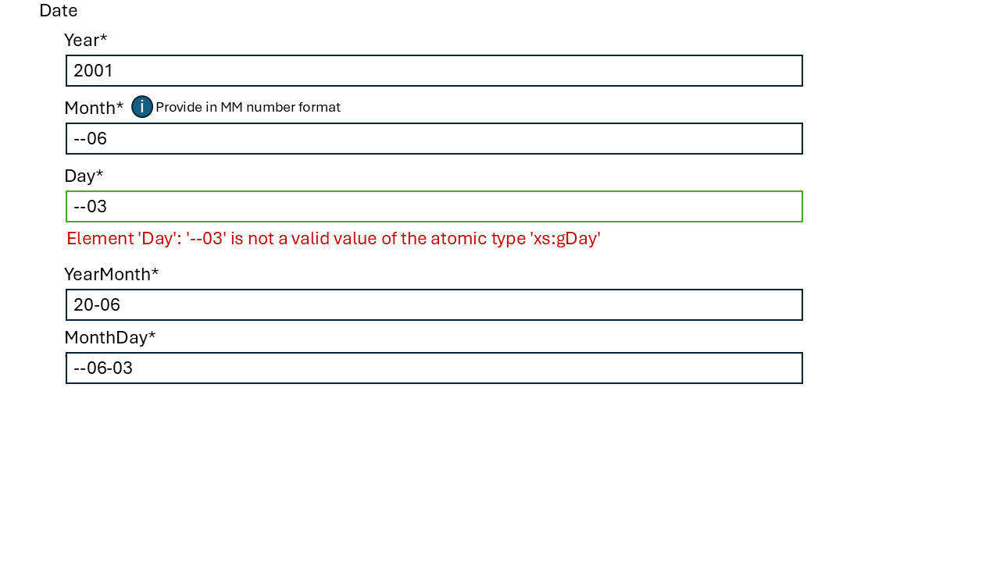 Date
Year*
2001
Month* i Provide in MM number format
--06
Day*
--03
Element 'Day': '--03' is not a valid value of the atomic type 'xs:gDay'
YearMonth*
20-06
MonthDay*
--06-03